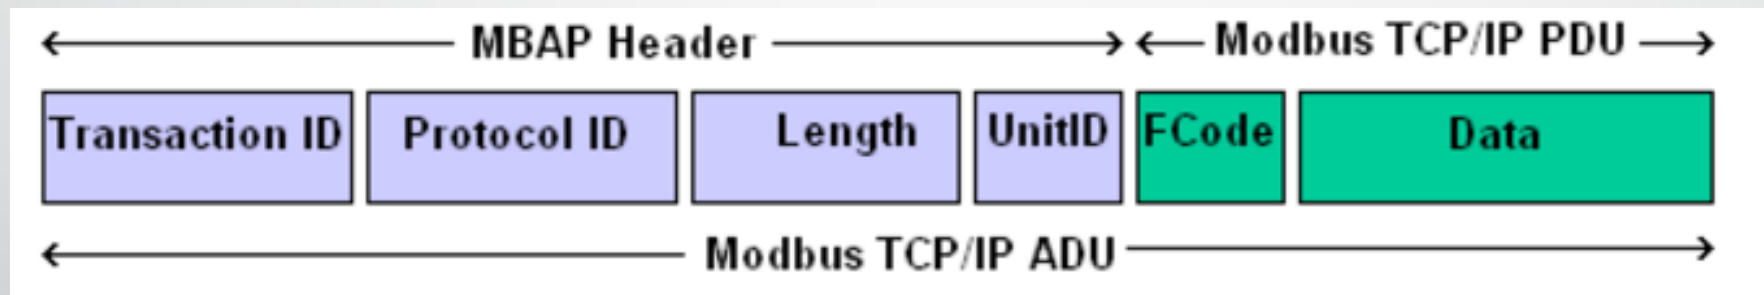 MBAP Header Modbus TCP/IP PDU
Transaction ID Protocol ID Length UnitID FCode Data
Modbus TCP/IP ADU